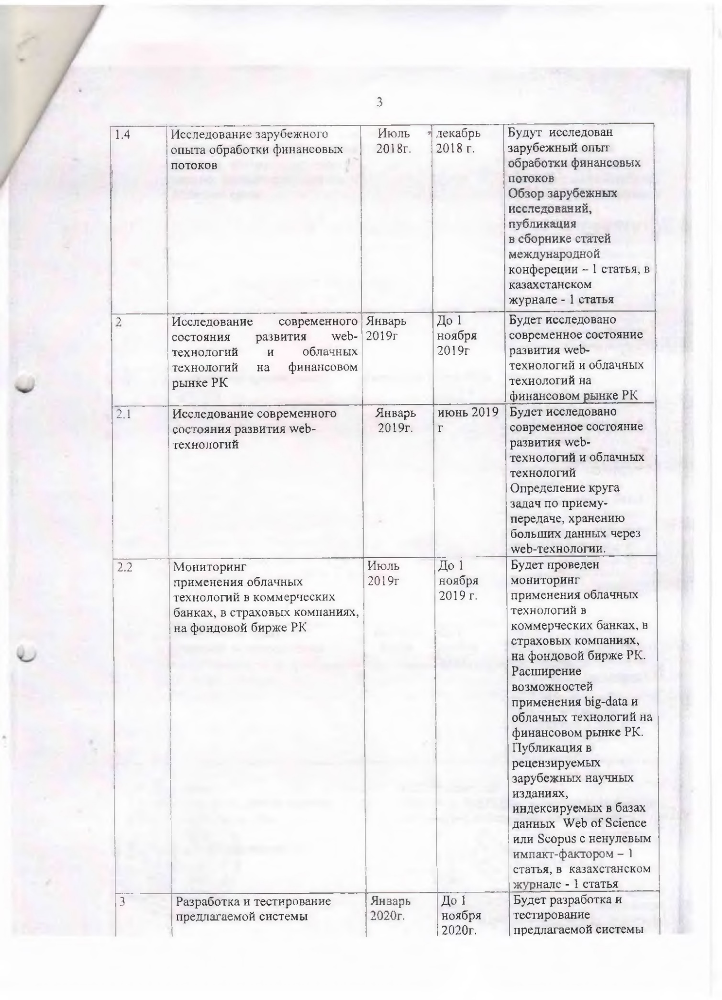 3
1.4
Исследование зарубежного
опыта обработки финансовых
потоков
Июль
2018г.
декабрь
2018 г.
Будут исследован
зарубежный опыт
обработки финансовых
потоков
Обзор зарубежных
исследований,
публикация
в сборнике статей
международной
конфереции – 1 статья, в
казахстанском
журнале - 1 статья
2
Исследование современного
состояния развития web-
технологий и облачных
технологий на финансовом
рынке РК
Январь
2019г
До 1
ноября
2019г
Будет исследовано
современное состояние
развития web-
технологий и облачных
технологий на
финансовом рынке РК
2.1
Исследование современного
состояния развития web-
технологий
Январь
2019г.
июнь 2019
г
Будет исследовано
современное состояние
развития web-
технологий и облачных
технологий
Определение круга
задач по приему-
передаче, хранению
больших данных через
web-технологии.
2.2
Мониторинг
применения облачных
технологий в коммерческих
банках, в страховых компаниях,
на фондовой бирже РК
Июль
2019г
До 1
ноября
2019 г.
Будет проведен
мониторинг
применения облачных
технологий в
коммерческих банках, в
страховых компаниях,
на фондовой бирже РК.
Расширение
возможностей
применения big-data и
облачных технологий на
финансовом рынке РК.
Публикация в
рецензируемых
зарубежных научных
изданиях,
индексируемых в базах
данных Web of Science
или Scopus с ненулевым
импакт-фактором – 1
статья, в казахстанском
журнале - 1 статья
3
Разработка и тестирование
предлагаемой системы
Январь
2020г.
До 1
ноября
2020г.
Будет разработка и
тестирование
предлагаемой системы